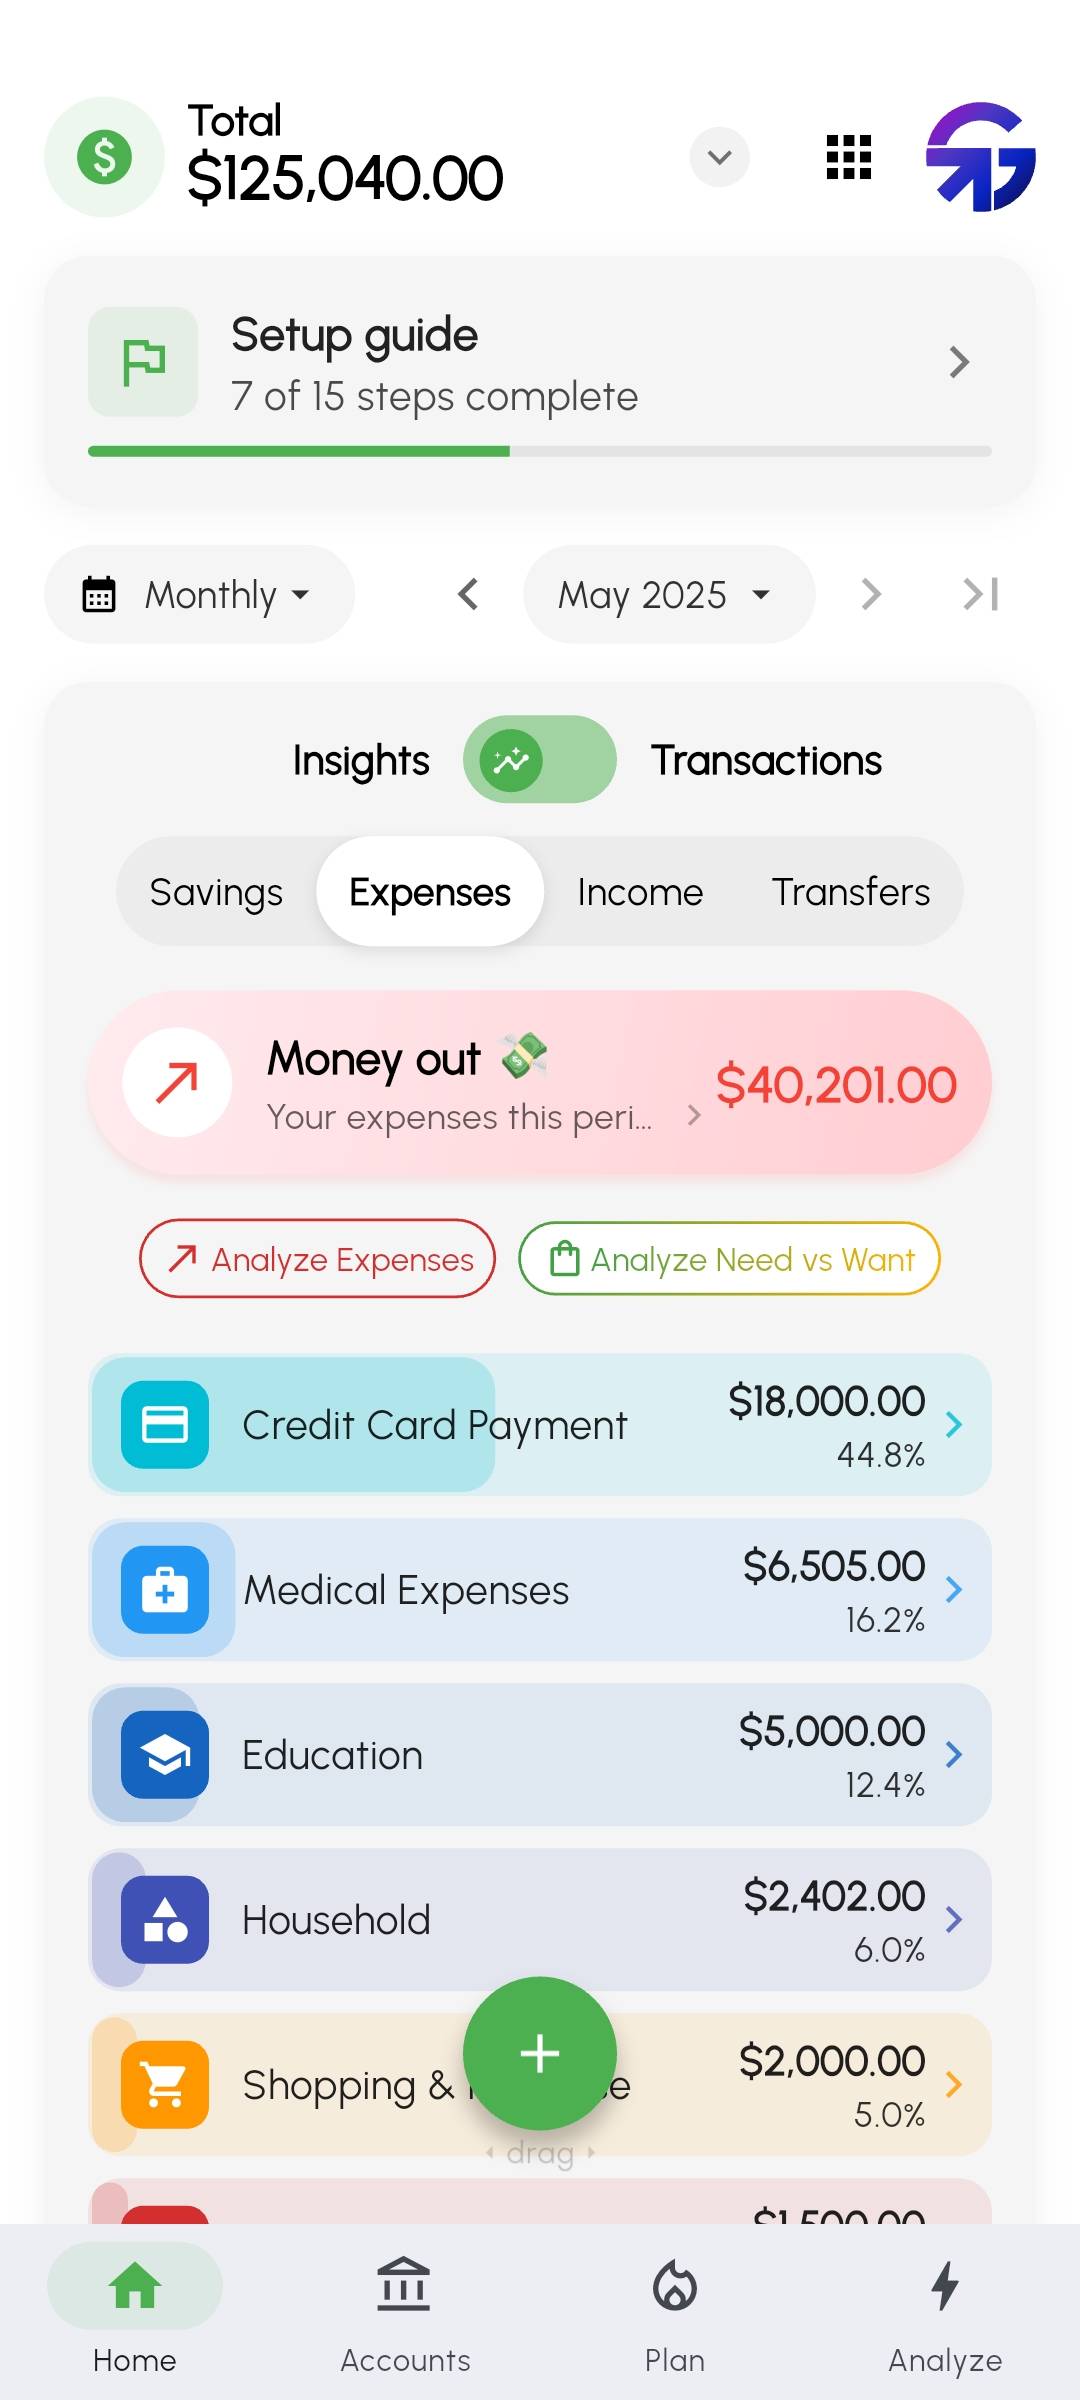 Total
$125,040.00
Setup guide
7 of 15 steps complete
Monthly
May 2025
Insights
Transactions
Savings
Expenses
Income
Transfers
Money out 💸
Your expenses this peri...
$40,201.00
Analyze Expenses
Analyze Need vs Want
Credit Card Payment
$18,000.00
44.8%
Medical Expenses
$6,505.00
16.2%
Education
$5,000.00
12.4%
Household
$2,402.00
6.0%
Shopping &
$2,000.00
5.0%
drag
$1,500.00
Home
Accounts
Plan
Analyze